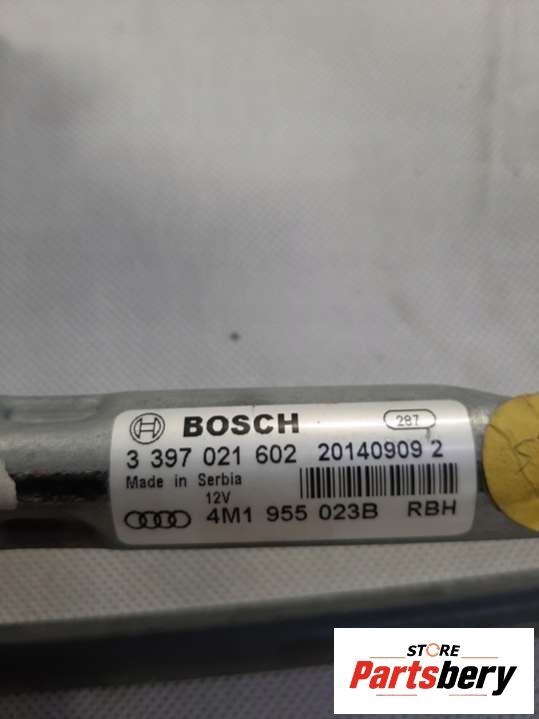 BOSCH 287
3 397 021 602 20140909 2
Made in Serbia
12V
4M1 955 023B RBH
STORE
Partsbery